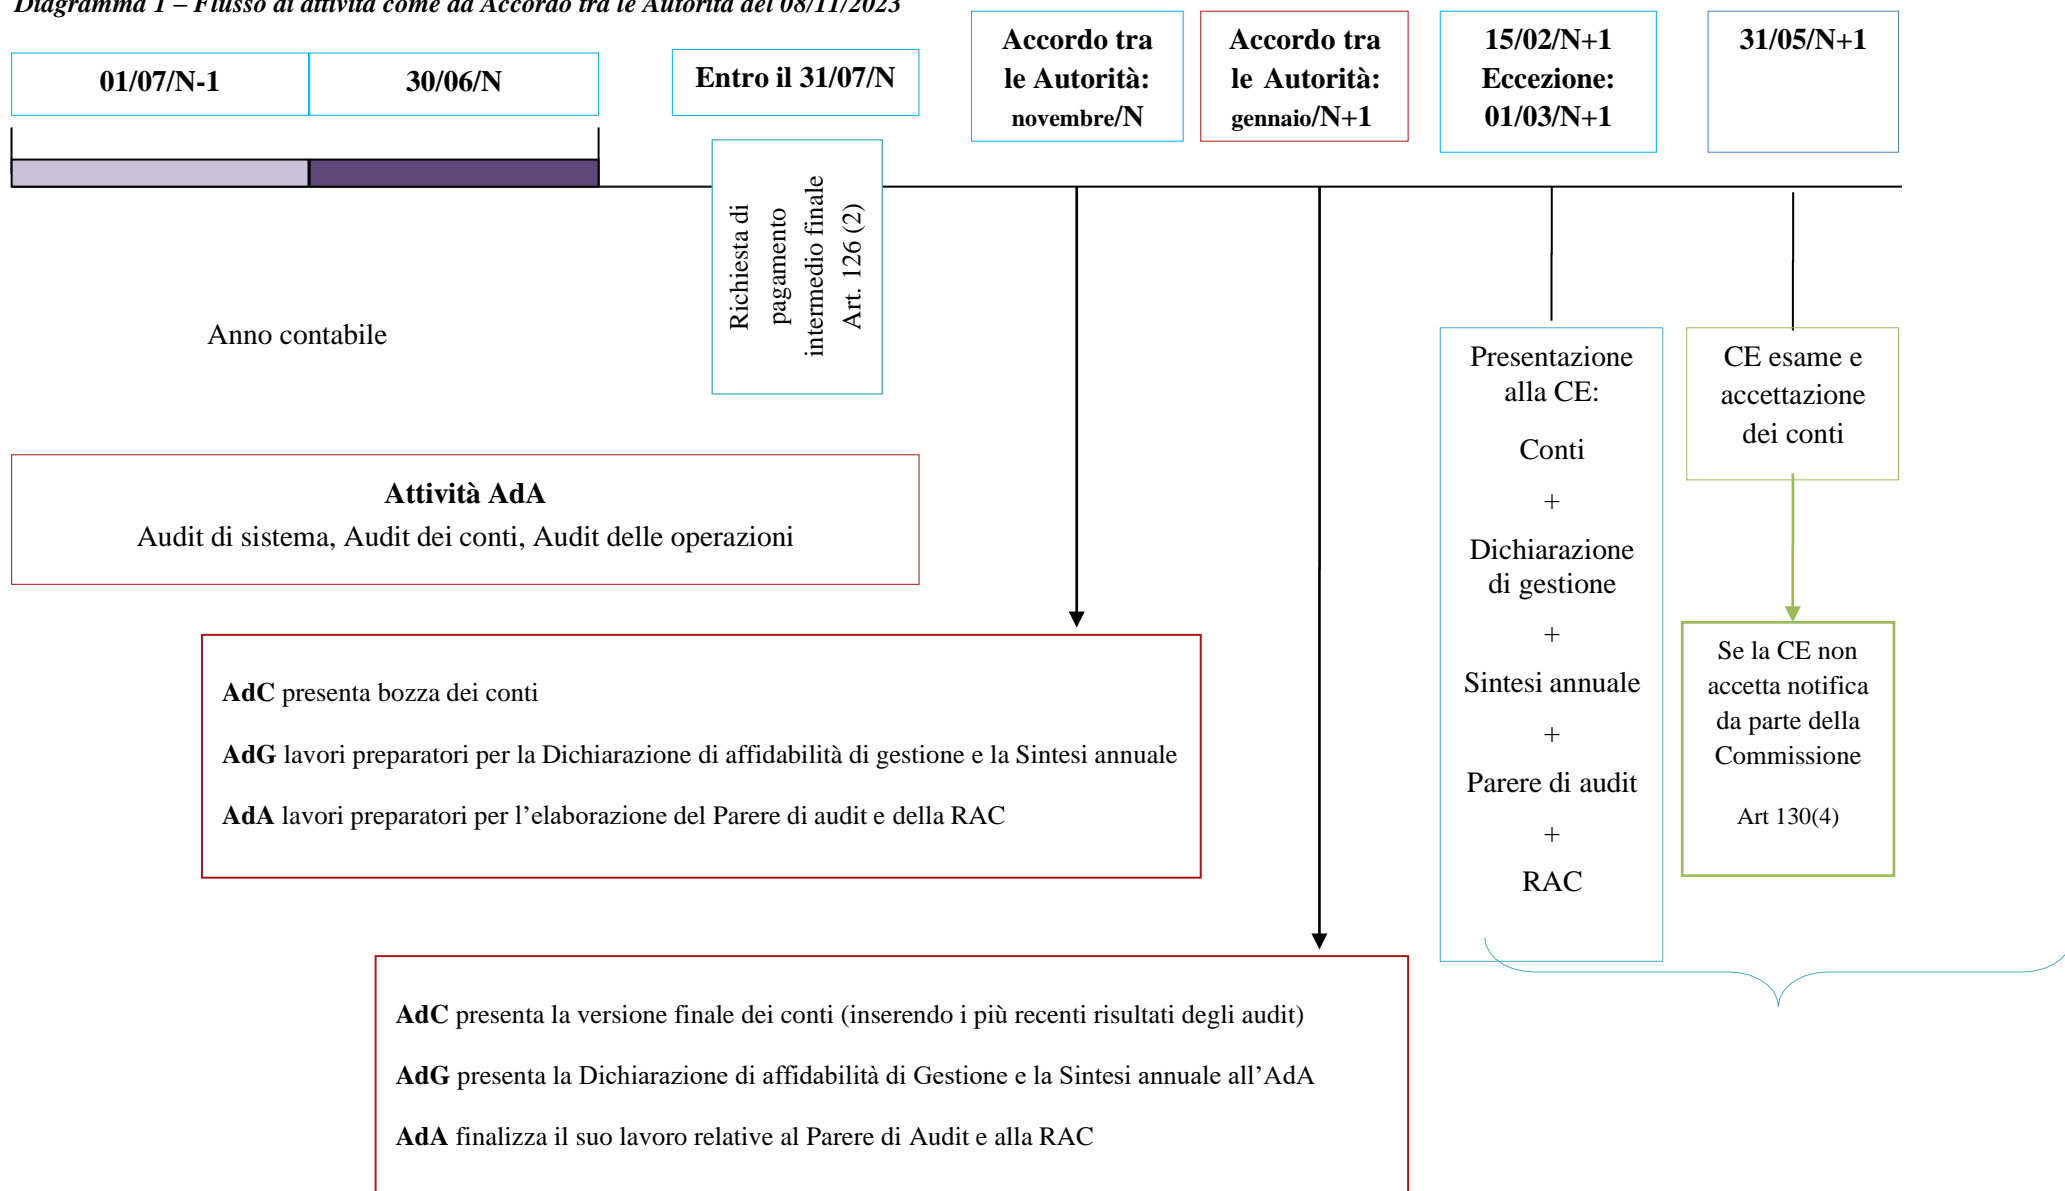 Diagramma 1 – Flusso di attività come da Accordo tra le Autorità del 08/11/2023
01/07/N-1
30/06/N
Entro il 31/07/N
Accordo tra
le Autorità:
novembre/N
Accordo tra
le Autorità:
gennaio/N+1
15/02/N+1
Eccezione:
01/03/N+1
31/05/N+1
Richiesta di
pagamento
intermedio finale
Art. 126 (2)
Anno contabile
Attività AdA
Audit di sistema, Audit dei conti, Audit delle operazioni
AdC presenta bozza dei conti
AdG lavori preparatori per la Dichiarazione di affidabilità di gestione e la Sintesi annuale
AdA lavori preparatori per l’elaborazione del Parere di audit e della RAC
AdC presenta la versione finale dei conti (inserendo i più recenti risultati degli audit)
AdG presenta la Dichiarazione di affidabilità di Gestione e la Sintesi annuale all’AdA
AdA finalizza il suo lavoro relative al Parere di Audit e alla RAC
Presentazione
alla CE:
Conti
+
Dichiarazione
di gestione
+
Sintesi annuale
+
Parere di audit
+
RAC
CE esame e
accettazione
dei conti
Se la CE non
accetta notifica
da parte della
Commissione
Art 130(4)